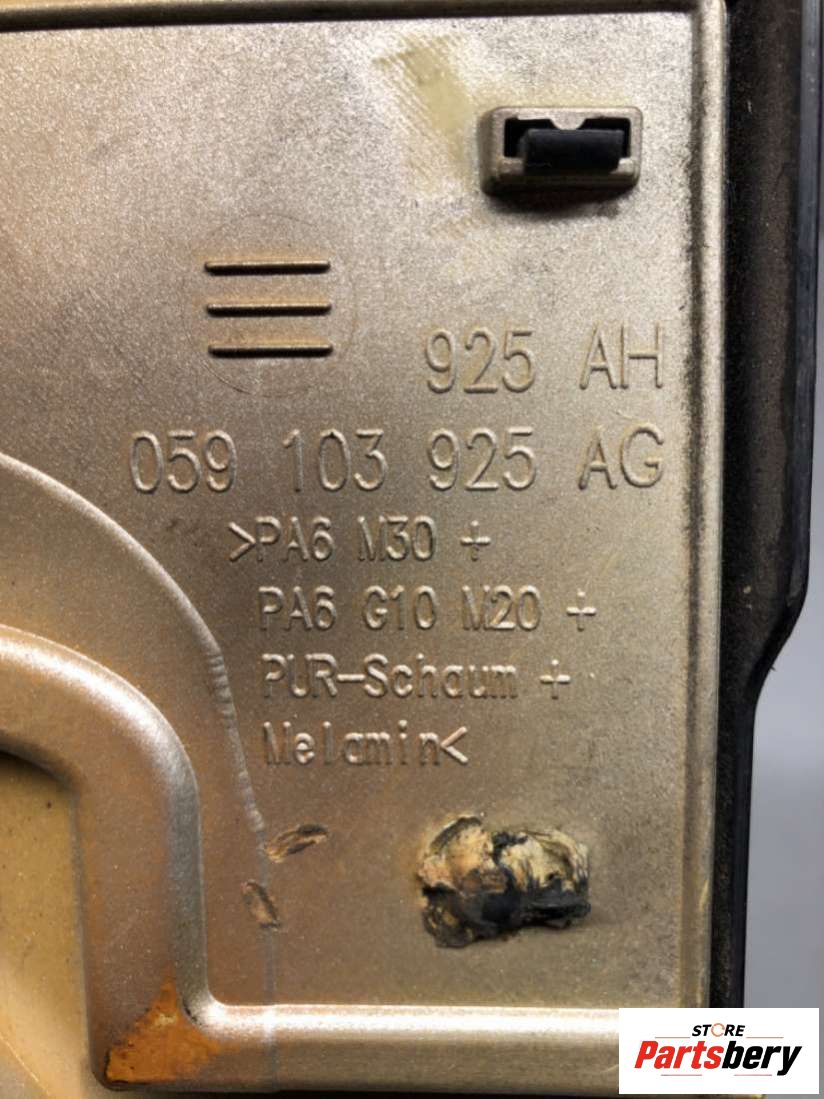 925 AH
059 103 925 AG
>PA6 M30 +
PA6 G10 M20 +
PUR-Schaum +
Melamin<
STORE
Partsbery